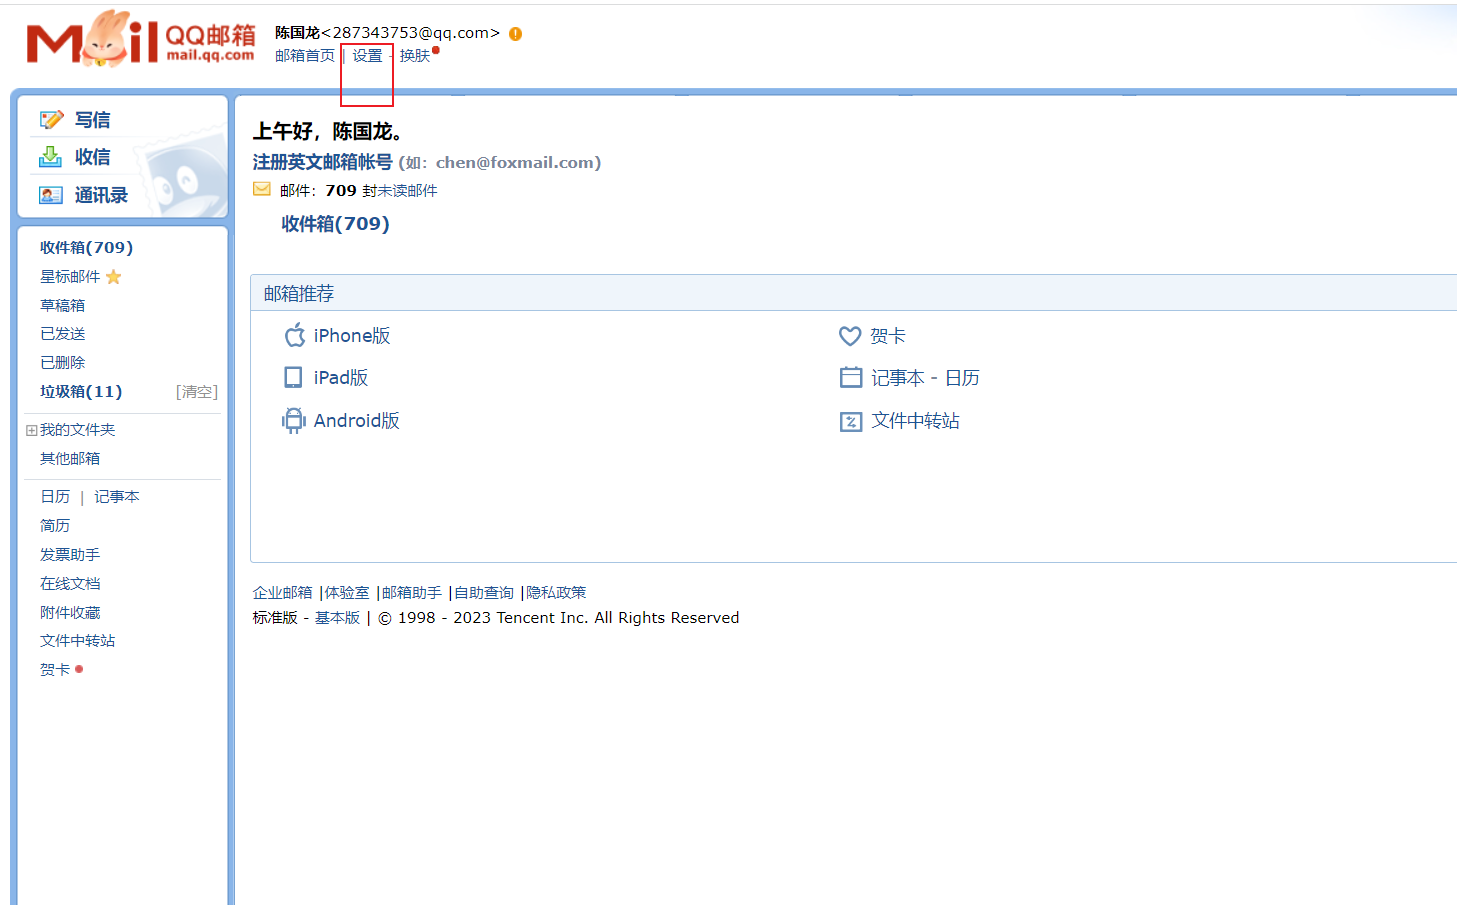 Mail QQ邮箱
mail.qq.com
陈国龙<287343753@qq.com>
邮箱首页 | 设置 - 换肤
写信
收信
通讯录
收件箱(709)
星标邮件
草稿箱
已发送
已删除
垃圾箱(11) [清空]
我的文件夹
其他邮箱
日历 | 记事本
简历
发票助手
在线文档
附件收藏
文件中转站
贺卡
上午好，陈国龙。
注册英文邮箱帐号 (如：chen@foxmail.com)
邮件：709 封未读邮件
收件箱(709)
邮箱推荐
iPhone版
贺卡
iPad版
记事本 - 日历
Android版
文件中转站
企业邮箱 |体验室 |邮箱助手 |自助查询 |隐私政策
标准版 - 基本版 | © 1998 - 2023 Tencent Inc. All Rights Reserved